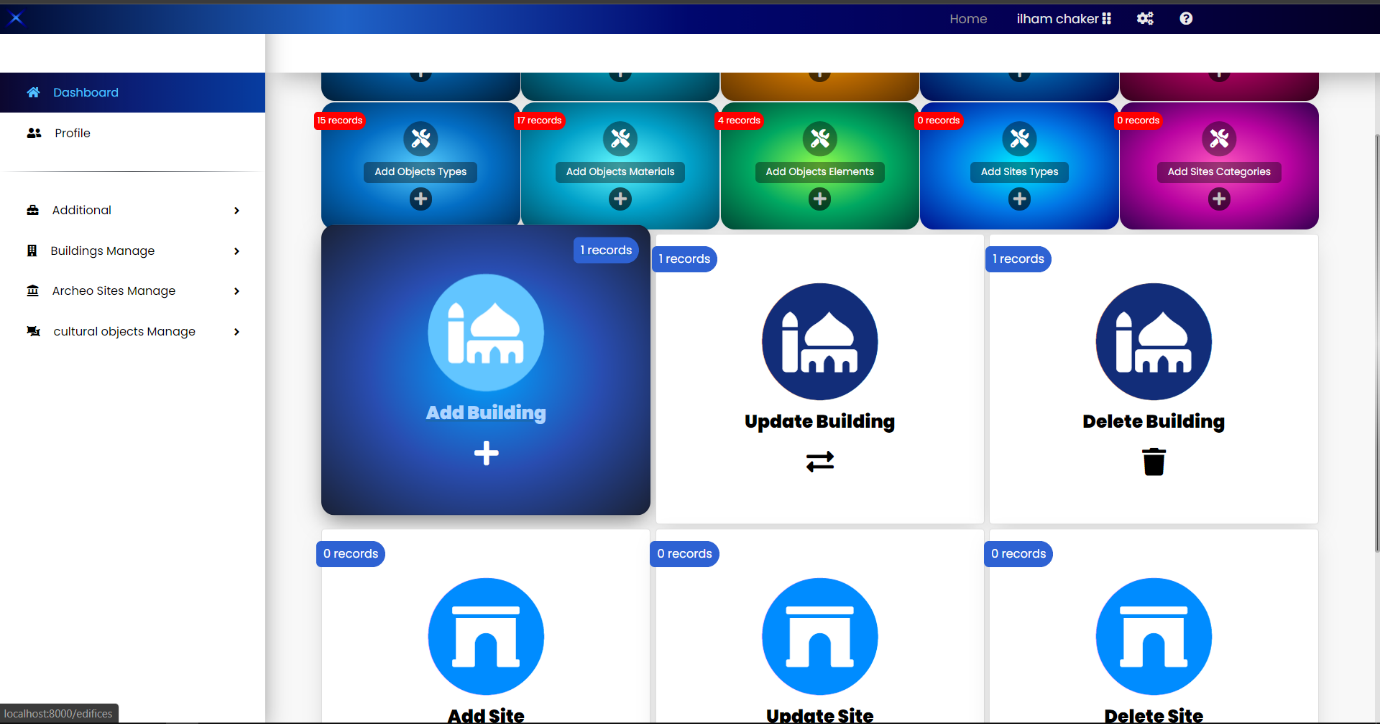 Home
ilham chaker
Dashboard
Profile
Additional
Buildings Manage
Archeo Sites Manage
cultural objects Manage
15 records
17 records
4 records
0 records
0 records
Add Objects Types
Add Objects Materials
Add Objects Elements
Add Sites Types
Add Sites Categories
1 records
1 records
1 records
Add Building
Update Building
Delete Building
0 records
0 records
0 records
Add Site
Update Site
Delete Site
localhost:8000/edifices